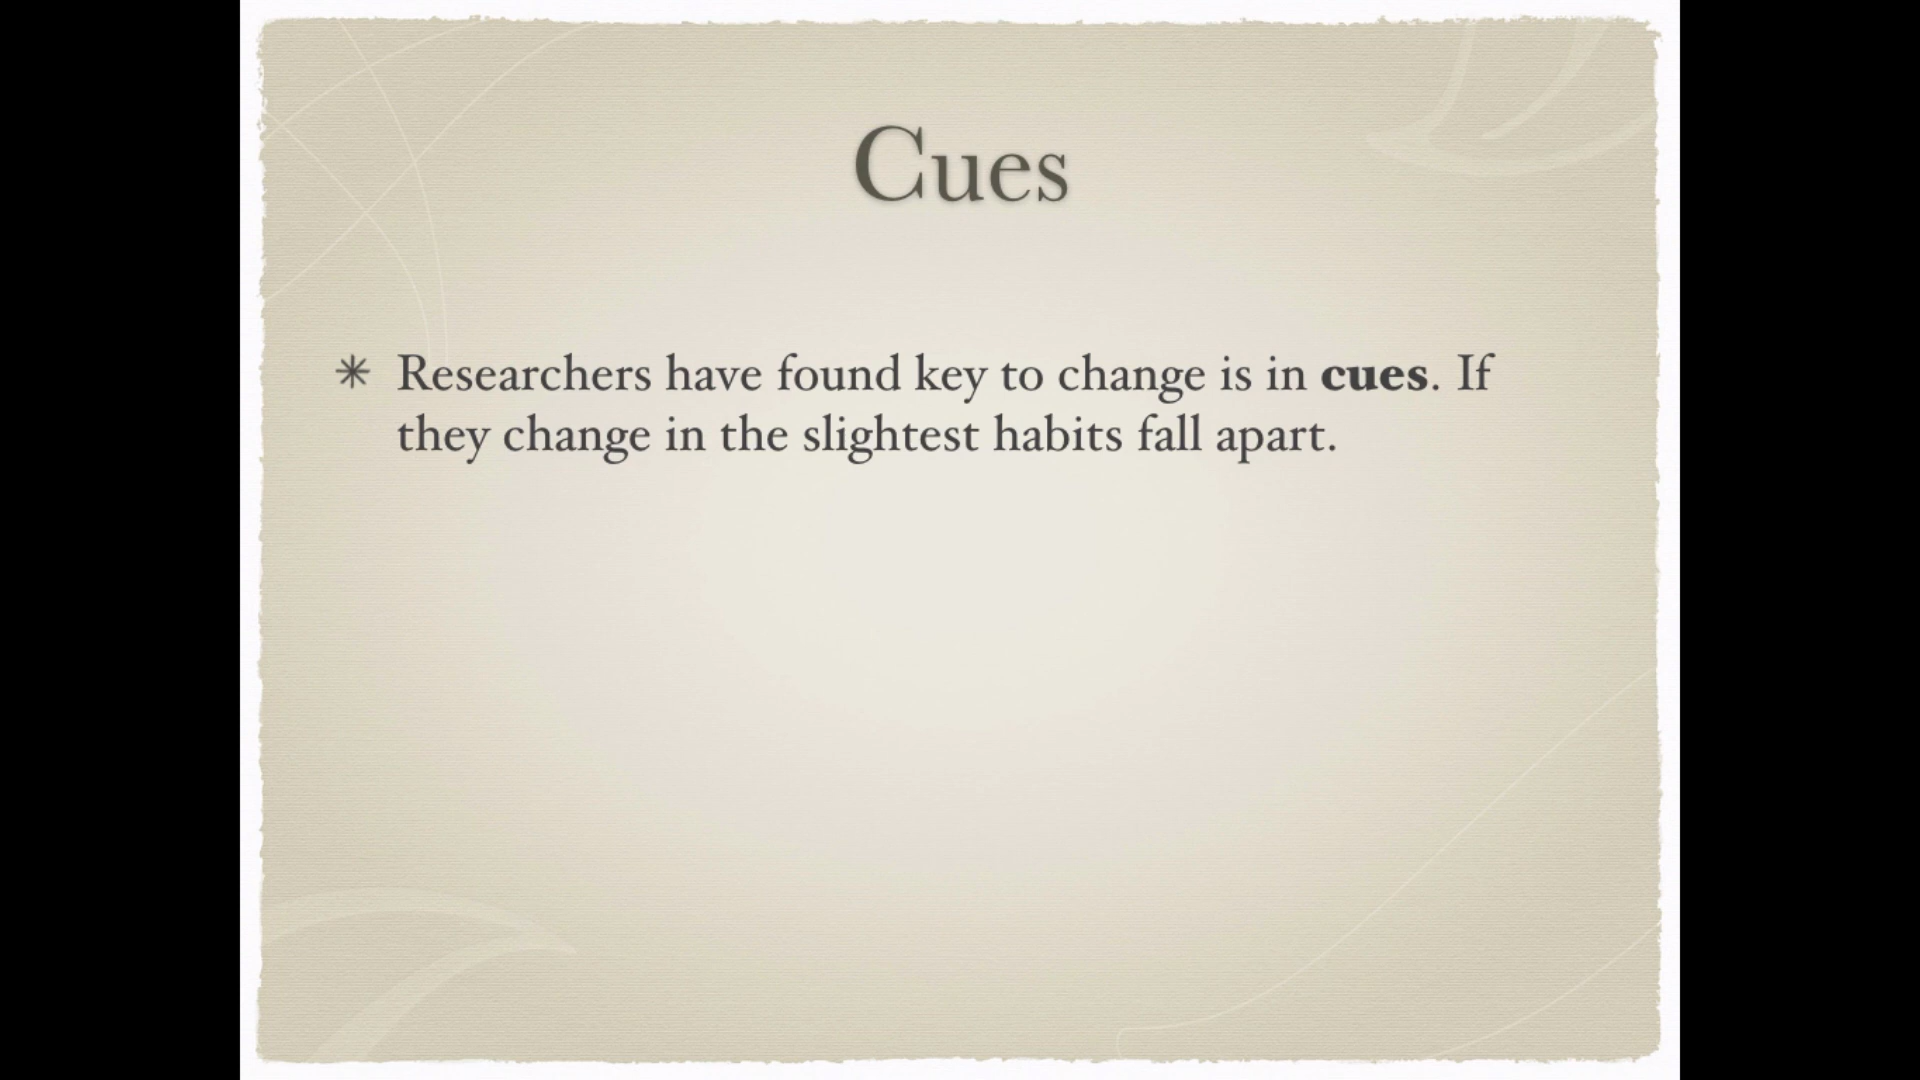 Cues
Researchers have found key to change is in cues. If
they change in the slightest habits fall apart.